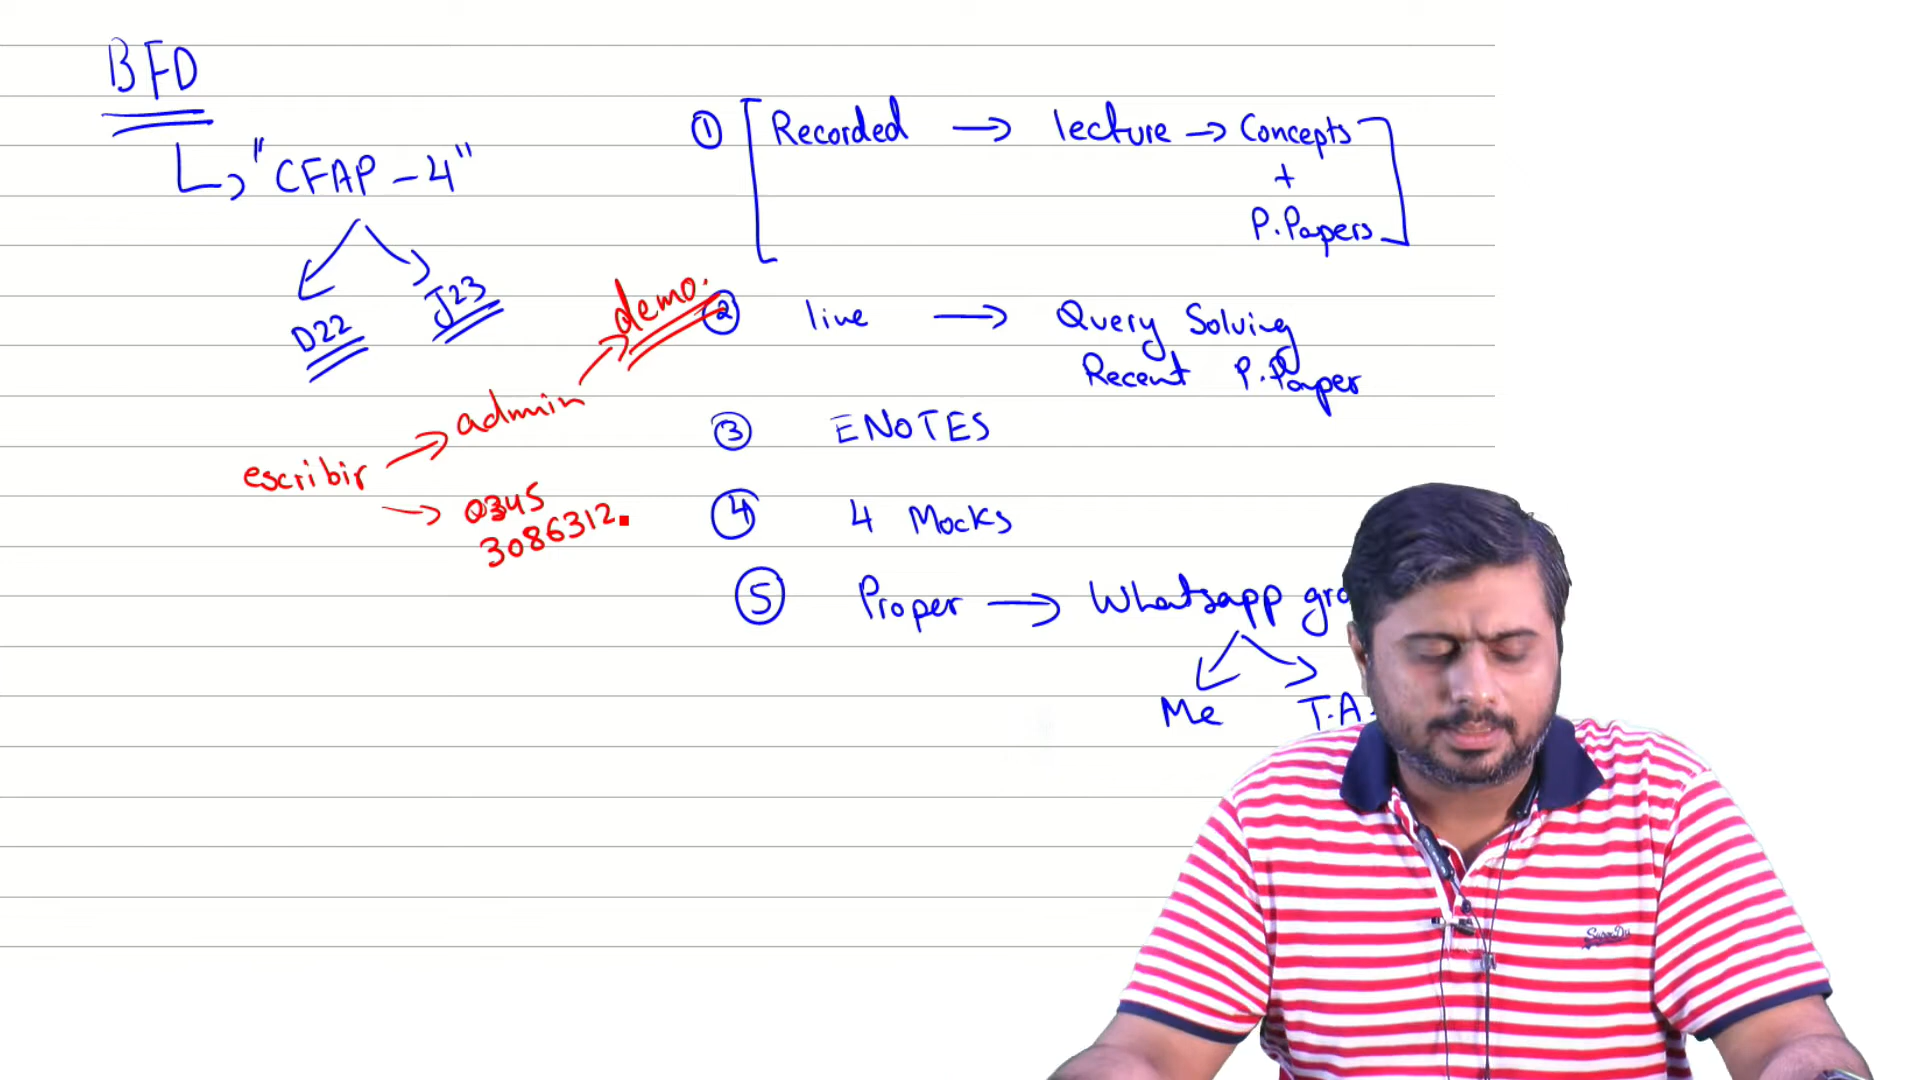 BFD
"CFAP-4"
D22 J23
① Recorded → lecture → Concepts
+
P.Papers
demo.
② live → Query Solving
Recent P.Paper
admin
③ ENOTES
escribir
0345
3086312
④ 4 Mocks
⑤ Proper → Whatsapp gro
Me T.A.